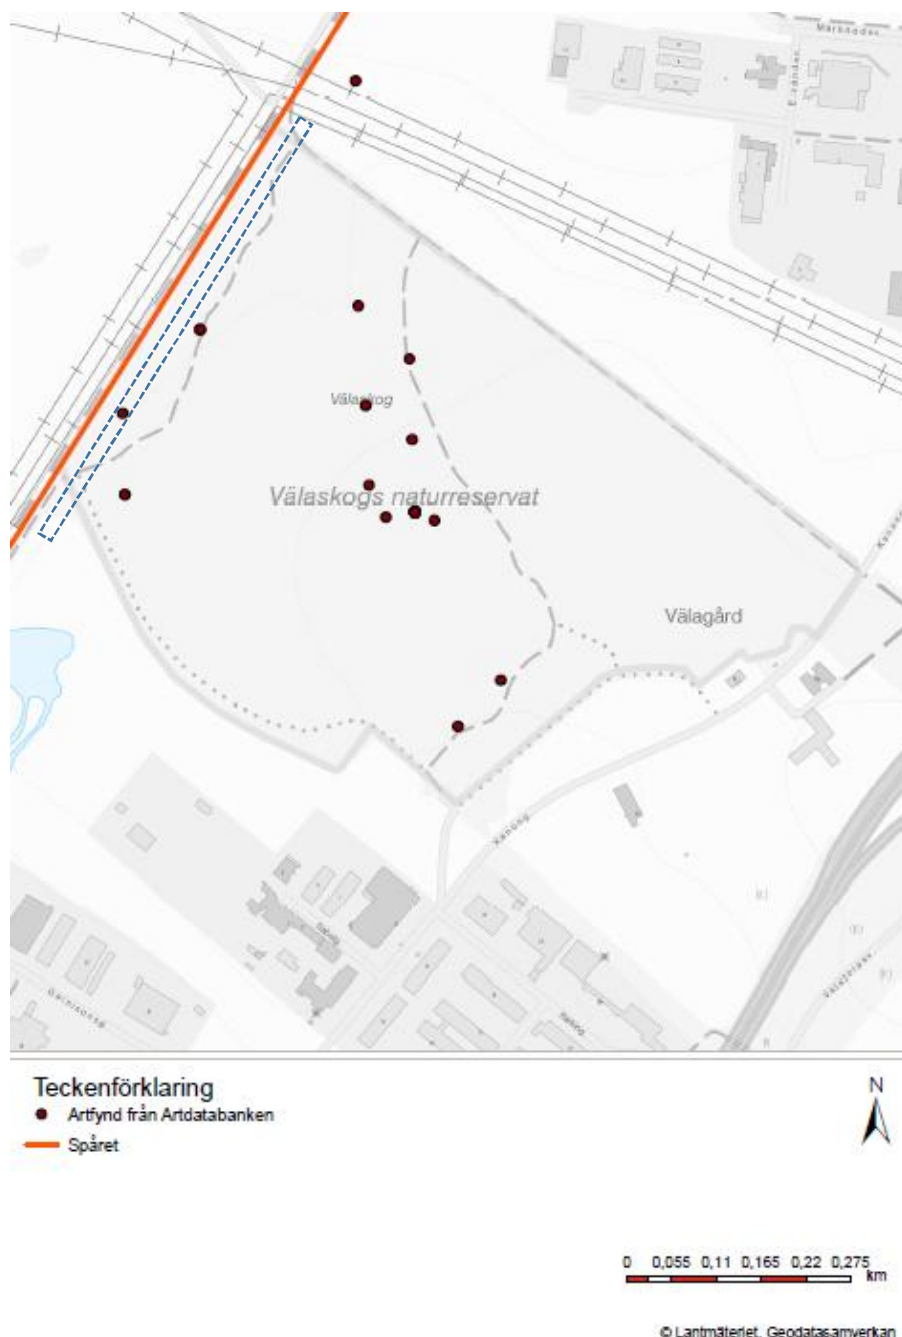 Välaskog
Välaskogs naturreservat
Välagård
Teckenförklaring
Artfynd från Artdatabanken
Spåret
N
0 0,055 0,11 0,165 0,22 0,275
km
© Lantmäteriet, Geodatasamverkan